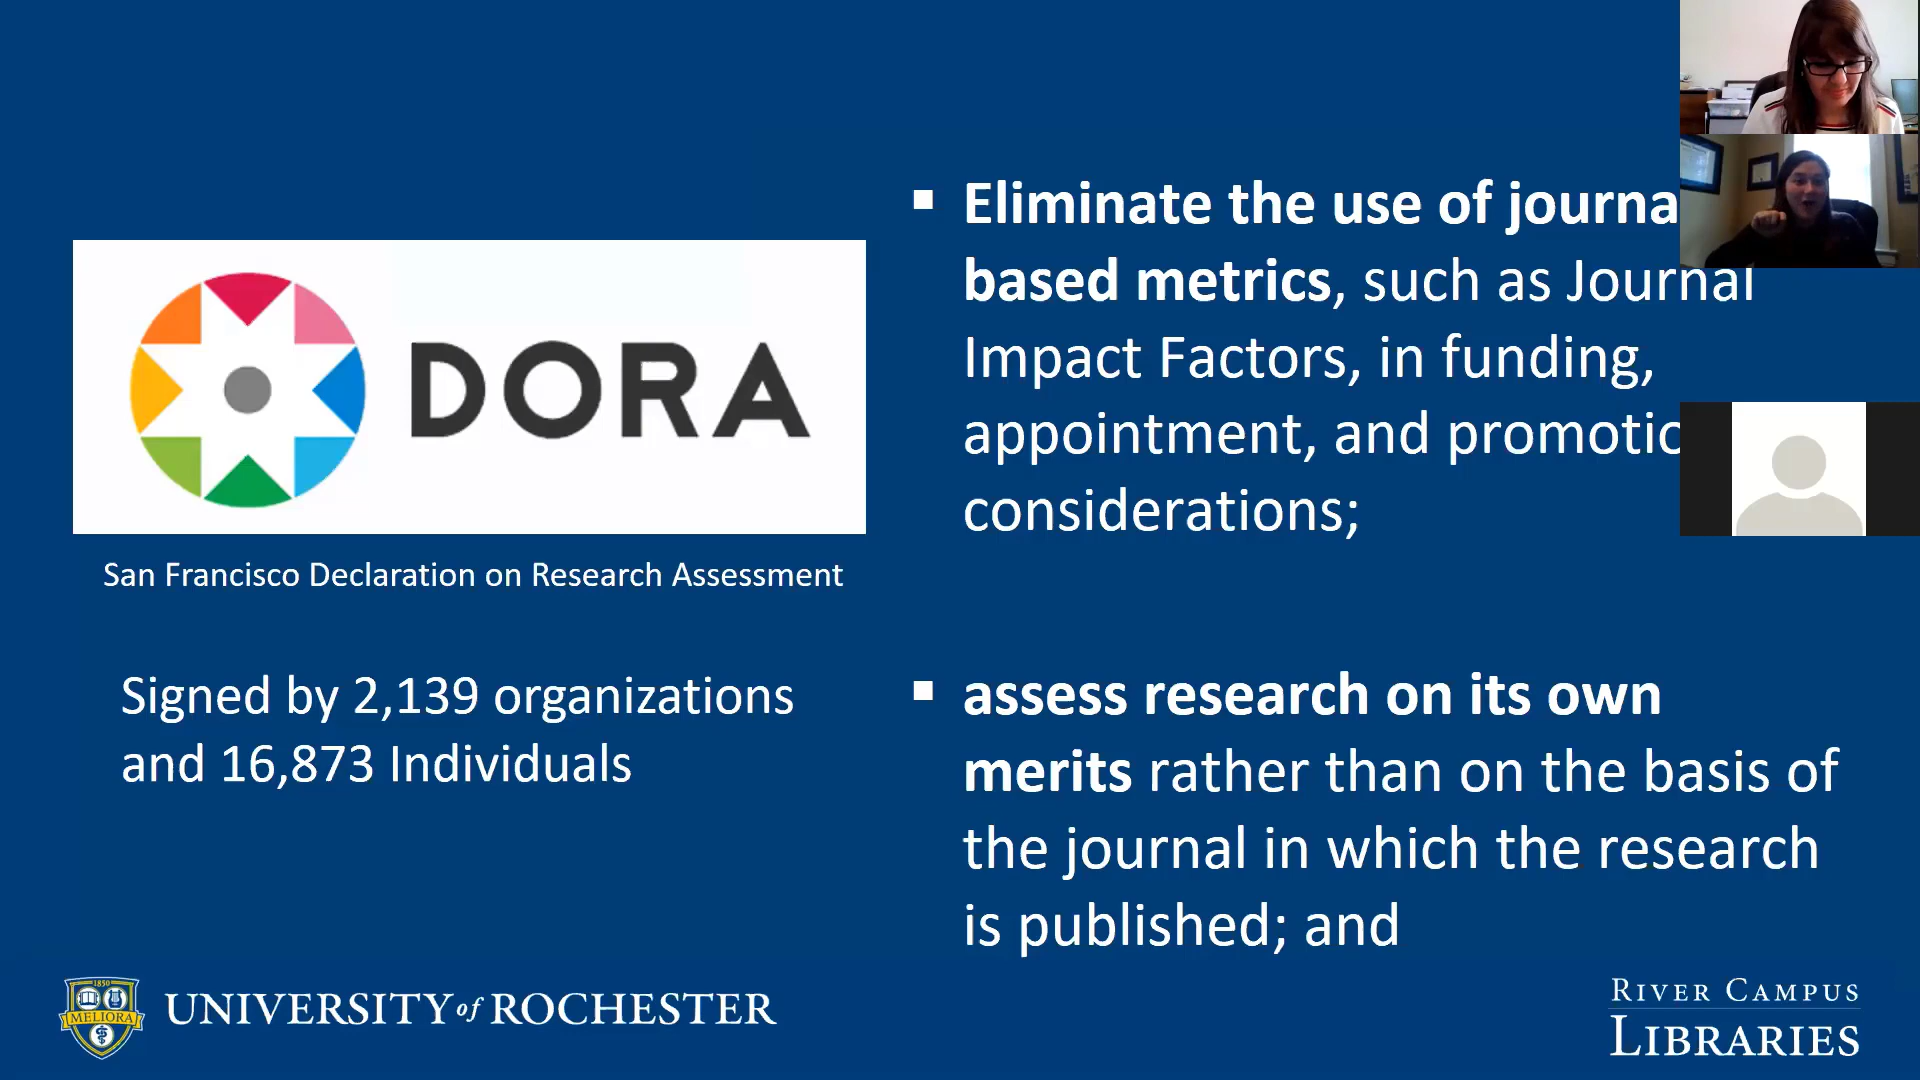 DORA
San Francisco Declaration on Research Assessment
Signed by 2,139 organizations
and 16,873 Individuals
▪ Eliminate the use of journa
based metrics, such as Journal
Impact Factors, in funding,
appointment, and promotio
considerations;
▪ assess research on its own
merits rather than on the basis of
the journal in which the research
is published; and
1850
MELIORA
UNIVERSITY of ROCHESTER
RIVER CAMPUS
LIBRARIES